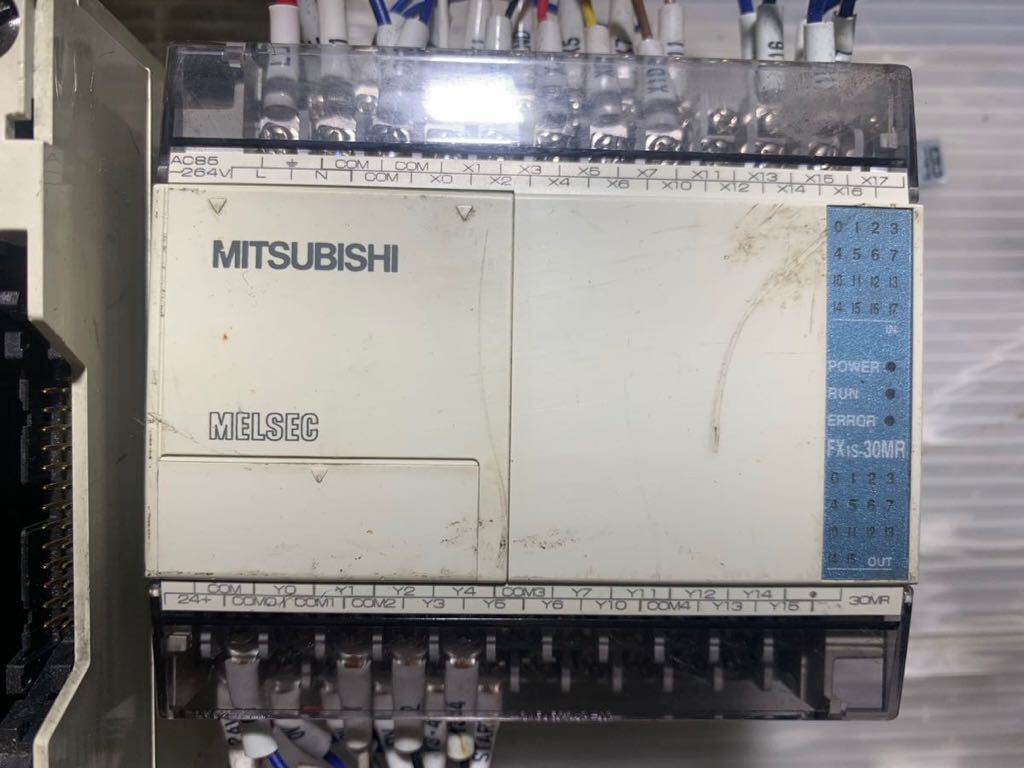 AC85 L ⏚ N COM COM X1 X3 X5 X7 X11 X13 X15 X17
-264V L N COM X0 X2 X4 X6 X10 X12 X14 X16
MITSUBISHI
MELSEC
0 1 2 3
4 5 6 7
10 11 12 13
14 15 16 17
IN
POWER
RUN
ERROR
FX1S-30MR
0 1 2 3
4 5 6 7
10 11 12 13
14 15 OUT
COM Y0 Y1 Y2 Y4 COM3 Y7 Y11 Y12 Y14 •
24+ COM0 COM1 COM2 Y3 Y5 Y6 Y10 COM4 Y13 Y15 30MR
START